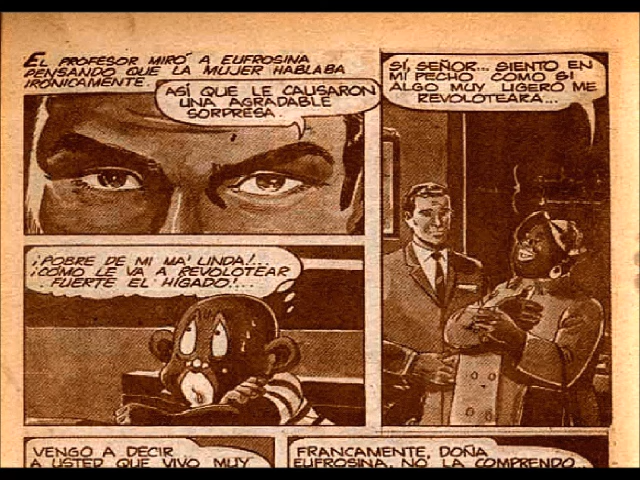 EL PROFESOR MIRÓ A EUFROSINA
PENSANDO QUE LA MUJER HABLABA
IRÓNICAMENTE.
ASÍ QUE LE CAUSARON
UNA AGRADABLE
SORPRESA.
SÍ, SEÑOR... SIENTO EN
MI PECHO COMO SI
ALGO MUY LIGERO ME
REVOLOTEARA...
¡POBRE DE MI MA' LINDA!...
¡CÓMO LE VA A REVOLOTEAR
FUERTE EL HÍGADO!...
VENGO A DECIR
A USTED QUE VIVO MUY
FRANCAMENTE, DOÑA
EUFROSINA, NO LA COMPRENDO...